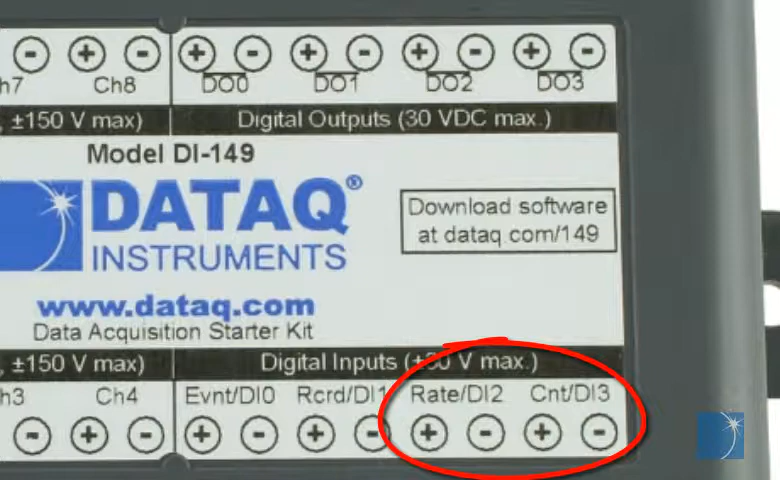 h7 Ch8 DO0 DO1 DO2 DO3
, ±150 V max) Digital Outputs (30 VDC max.)
Model DI-149
DATAQ®
INSTRUMENTS
Download software
at dataq.com/149
www.dataq.com
Data Acquisition Starter Kit
, ±150 V max) Digital Inputs (±30 V max.)
h3 Ch4 Evnt/DI0 Rcrd/DI1 Rate/DI2 Cnt/DI3